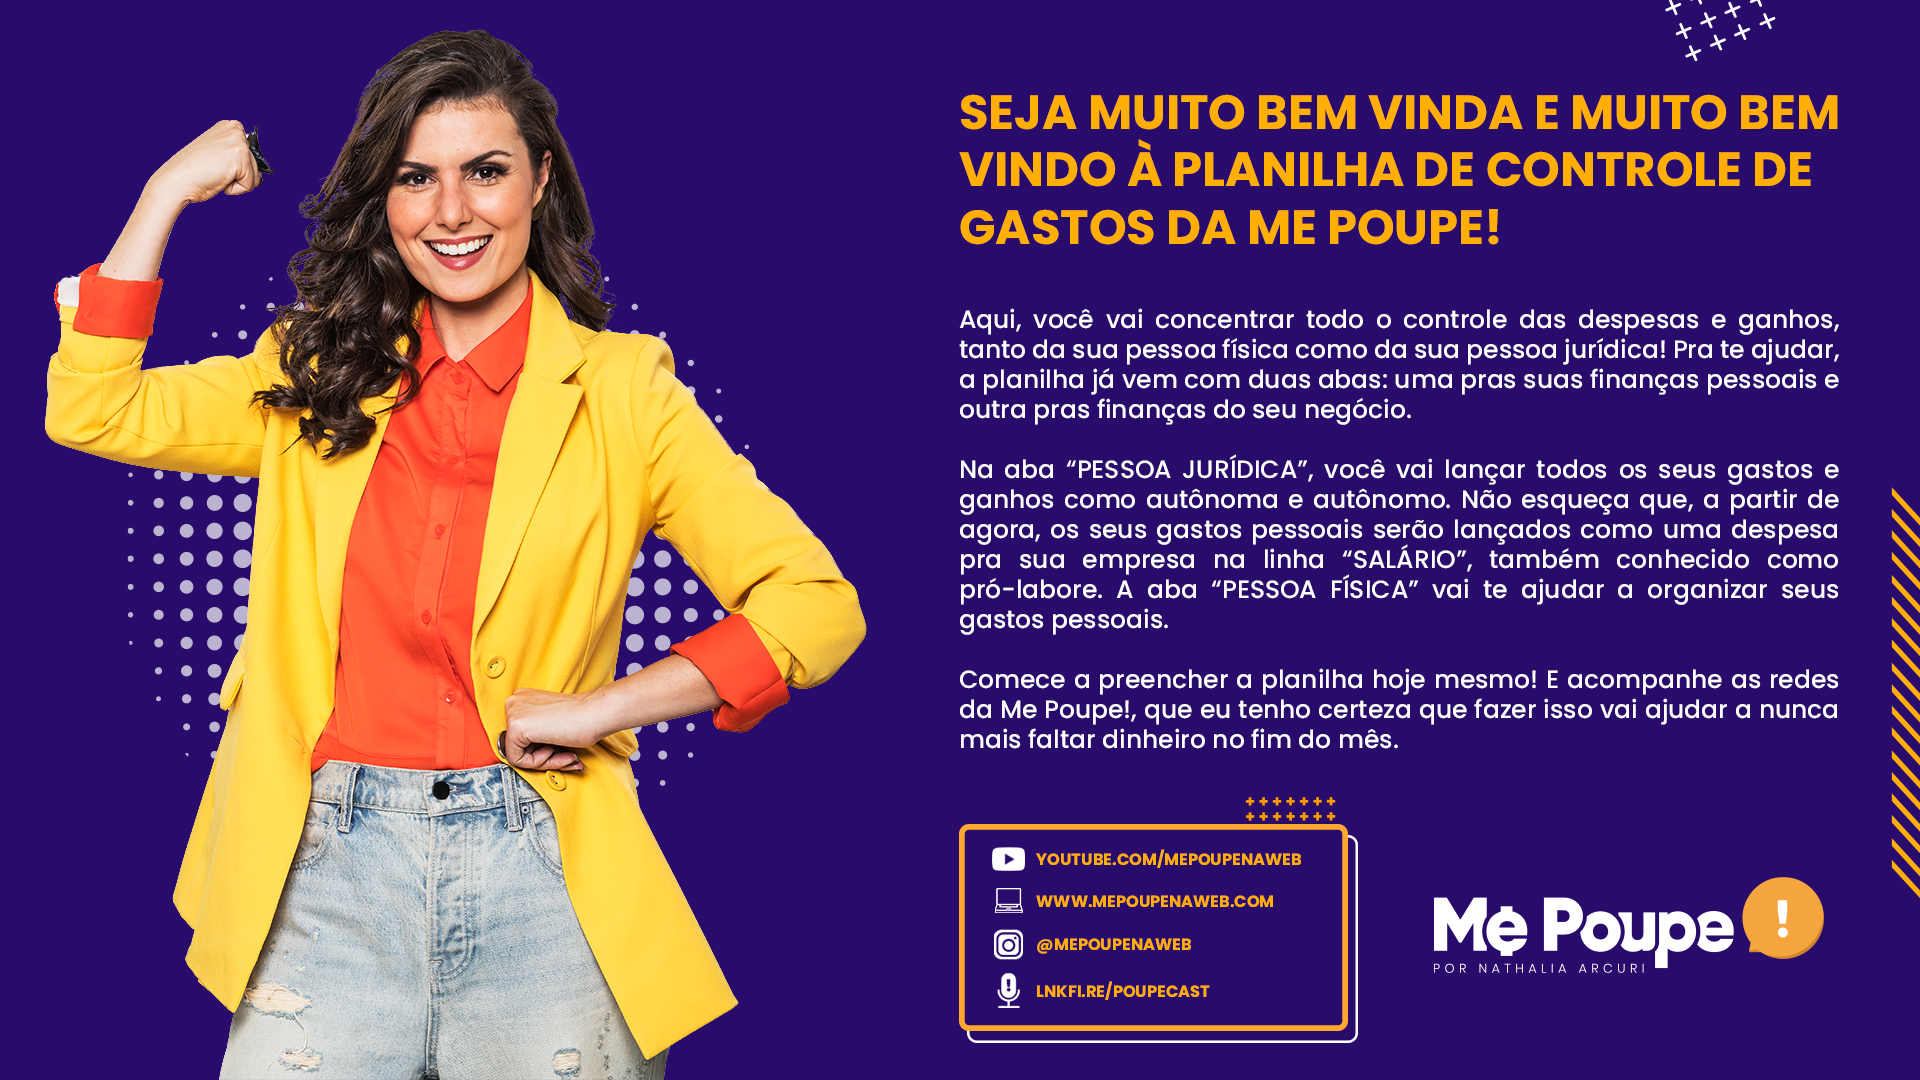 SEJA MUITO BEM VINDA E MUITO BEM
VINDO À PLANILHA DE CONTROLE DE
GASTOS DA ME POUPE!
Aqui, você vai concentrar todo o controle das despesas e ganhos,
tanto da sua pessoa física como da sua pessoa jurídica! Pra te ajudar,
a planilha já vem com duas abas: uma pras suas finanças pessoais e
outra pras finanças do seu negócio.
Na aba “PESSOA JURÍDICA”, você vai lançar todos os seus gastos e
ganhos como autônoma e autônomo. Não esqueça que, a partir de
agora, os seus gastos pessoais serão lançados como uma despesa
pra sua empresa na linha “SALÁRIO”, também conhecido como
pró-labore. A aba “PESSOA FÍSICA” vai te ajudar a organizar seus
gastos pessoais.
Comece a preencher a planilha hoje mesmo! E acompanhe as redes
da Me Poupe!, que eu tenho certeza que fazer isso vai ajudar a nunca
mais faltar dinheiro no fim do mês.
YOUTUBE.COM/MEPOUPENAWEB
WWW.MEPOUPENAWEB.COM
@MEPOUPENAWEB
LNKFI.RE/POUPECAST
Me Poupe !
POR NATHALIA ARCURI